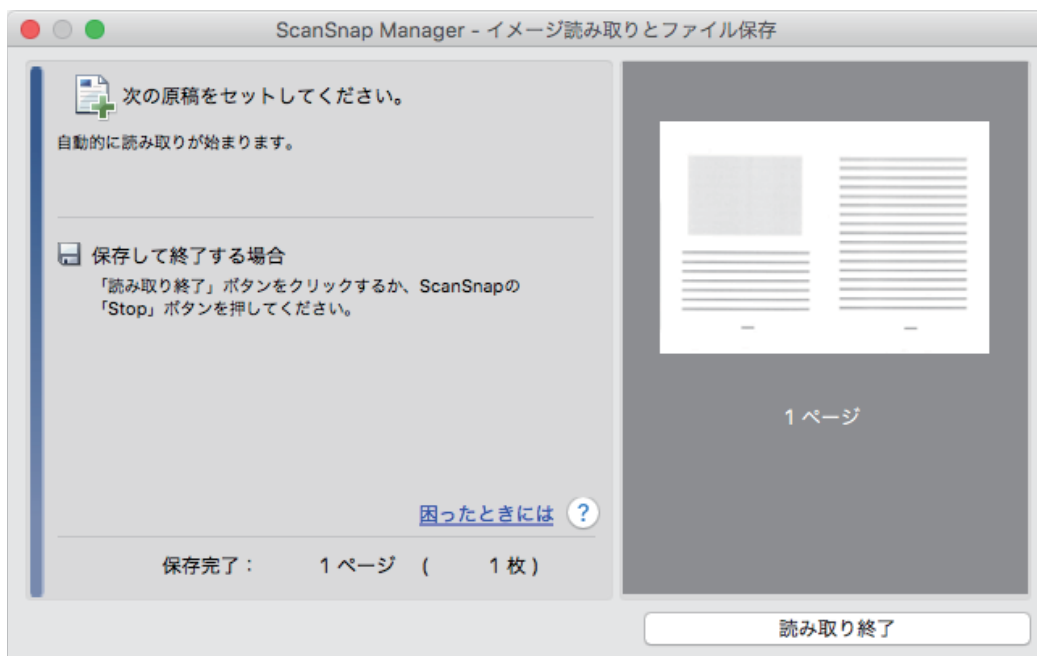 ScanSnap Manager - イメージ読み取りとファイル保存
次の原稿をセットしてください。
自動的に読み取りが始まります。
保存して終了する場合
「読み取り終了」ボタンをクリックするか、ScanSnapの
「Stop」ボタンを押してください。
困ったときには ?
保存完了： 1 ページ ( 1 枚 )
1 ページ
読み取り終了